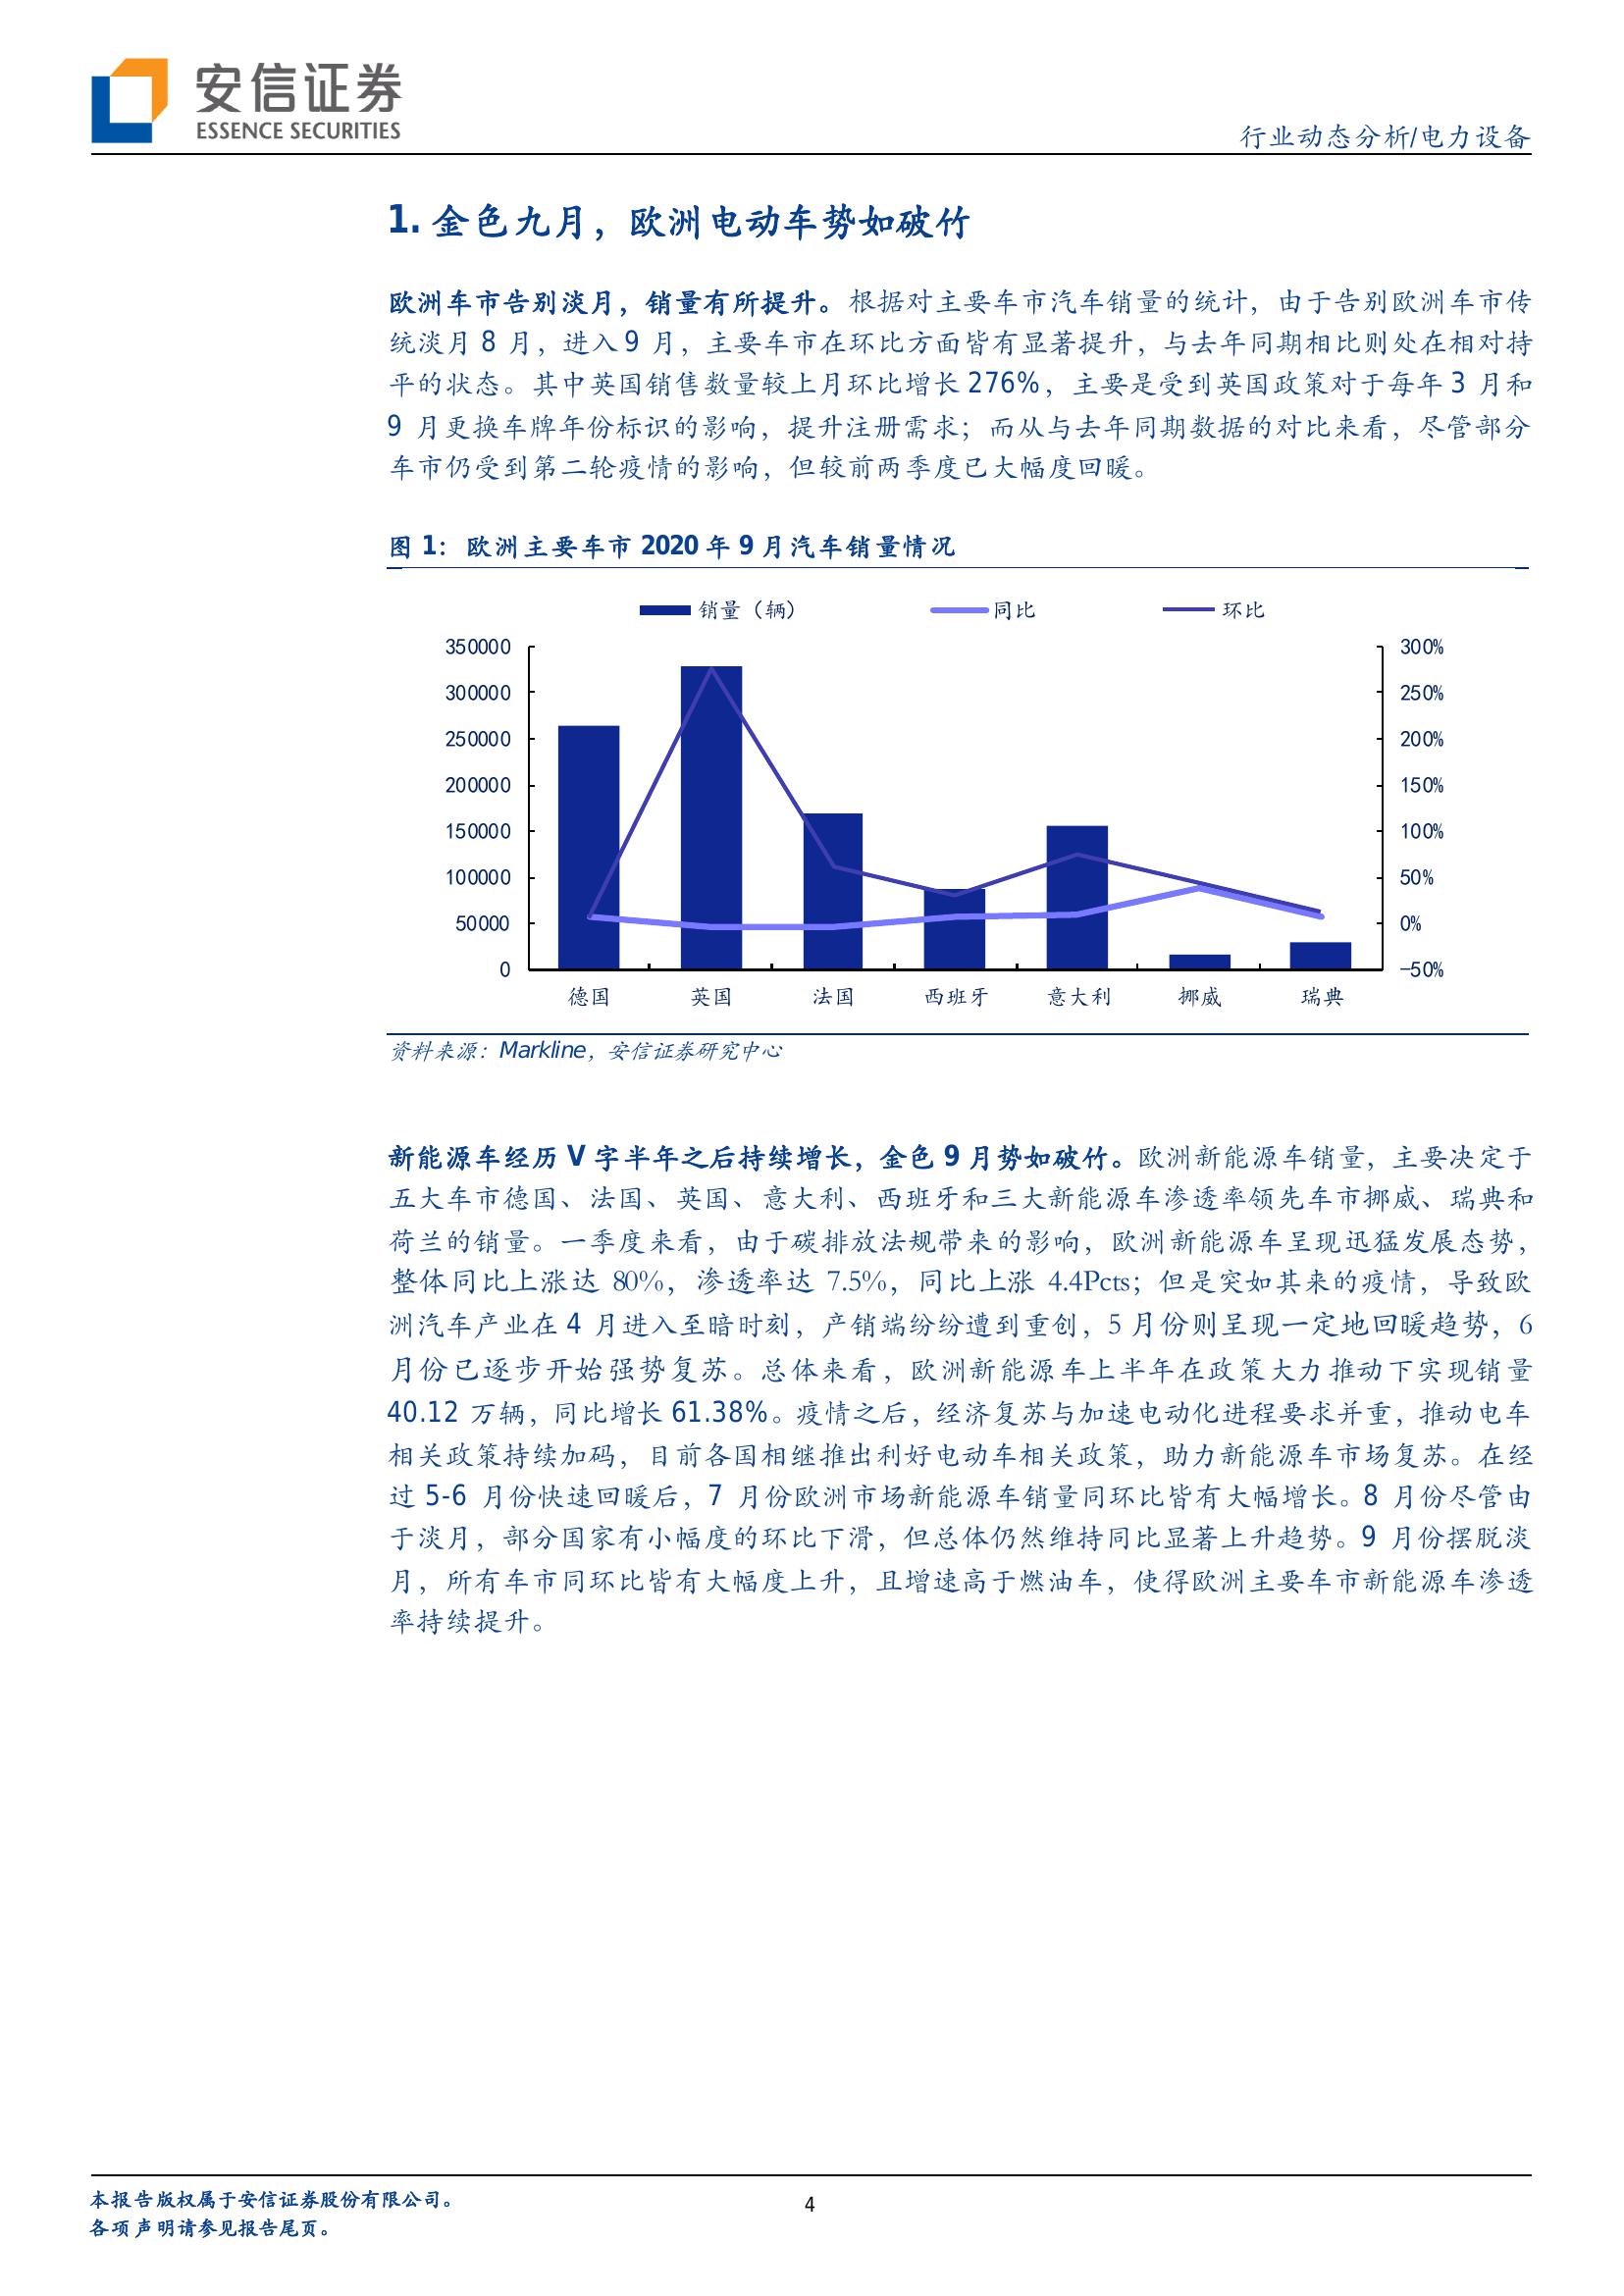 安信证券
ESSENCE SECURITIES
行业动态分析/电力设备
1. 金色九月，欧洲电动车势如破竹
欧洲车市告别淡月，销量有所提升。根据对主要车市汽车销量的统计，由于告别欧洲车市传
统淡月 8 月，进入 9 月，主要车市在环比方面皆有显著提升，与去年同期相比则处在相对持
平的状态。其中英国销售数量较上月环比增长 276%，主要是受到英国政策对于每年 3 月和
9 月更换车牌年份标识的影响，提升注册需求；而从与去年同期数据的对比来看，尽管部分
车市仍受到第二轮疫情的影响，但较前两季度已大幅度回暖。
图 1：欧洲主要车市 2020 年 9 月汽车销量情况
销量（辆） 同比 环比
350000 300%
300000 250%
250000 200%
200000 150%
150000 100%
100000 50%
50000 0%
0 -50%
德国 英国 法国 西班牙 意大利 挪威 瑞典
资料来源：Markline，安信证券研究中心
新能源车经历 V 字半年之后持续增长，金色 9 月势如破竹。欧洲新能源车销量，主要决定于
五大车市德国、法国、英国、意大利、西班牙和三大新能源车渗透率领先车市挪威、瑞典和
荷兰的销量。一季度来看，由于碳排放法规带来的影响，欧洲新能源车呈现迅猛发展态势，
整体同比上涨达 80%，渗透率达 7.5%，同比上涨 4.4Pcts；但是突如其来的疫情，导致欧
洲汽车产业在 4 月进入至暗时刻，产销端纷纷遭到重创，5 月份则呈现一定地回暖趋势，6
月份已逐步开始强势复苏。总体来看，欧洲新能源车上半年在政策大力推动下实现销量
40.12 万辆，同比增长 61.38%。疫情之后，经济复苏与加速电动化进程要求并重，推动电车
相关政策持续加码，目前各国相继推出利好电动车相关政策，助力新能源车市场复苏。在经
过 5-6 月份快速回暖后，7 月份欧洲市场新能源车销量同环比皆有大幅增长。8 月份尽管由
于淡月，部分国家有小幅度的环比下滑，但总体仍然维持同比显著上升趋势。9 月份摆脱淡
月，所有车市同环比皆有大幅度上升，且增速高于燃油车，使得欧洲主要车市新能源车渗透
率持续提升。
本报告版权属于安信证券股份有限公司。
各项声明请参见报告尾页。
4